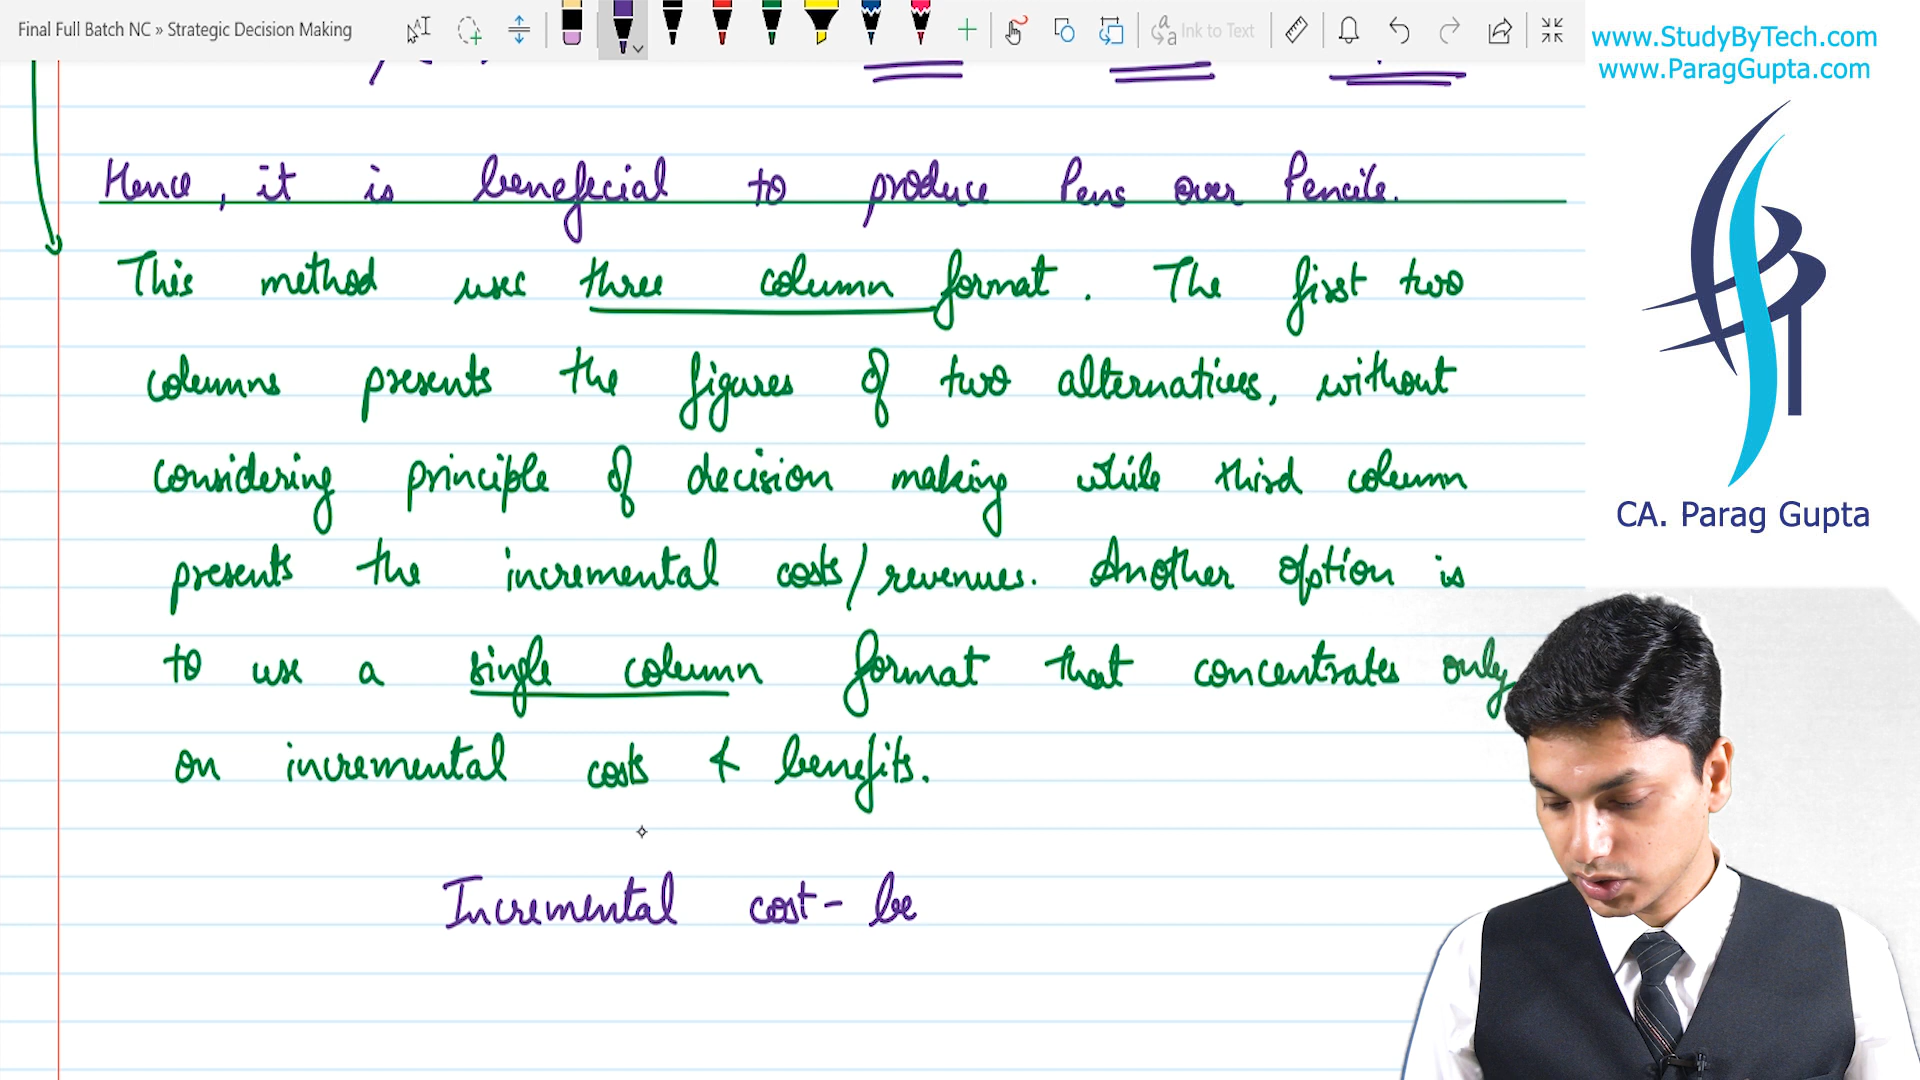 Final Full Batch NC » Strategic Decision Making
Ink to Text
www.StudyByTech.com
www.ParagGupta.com
Hence, it is benefecial to produce Pens over Pencils.
This method uses three column format. The first two
columns presents the figures of two alternatives, without
considering principle of decision making while third column
presents the incremental costs/revenues. Another option is
to use a single column format that concentrates only
on incremental costs & benefits.
Incremental cost- be
CA. Parag Gupta